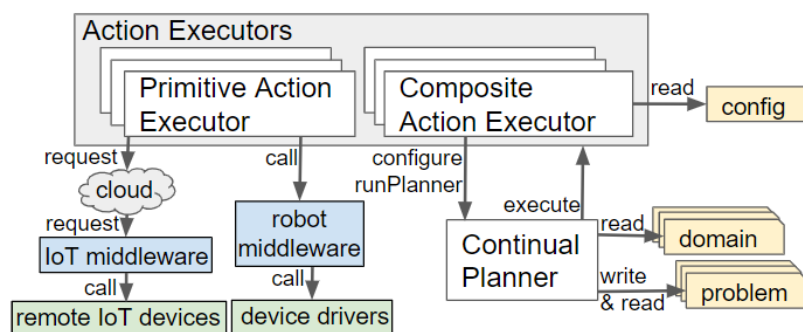 Action Executors
Primitive Action
Executor
Composite
Action Executor
read
config
request
call
configure
runPlanner
cloud
execute
request
robot
middleware
read
domain
IoT middleware
Continual
Planner
call
call
write
& read
problem
remote IoT devices
device drivers